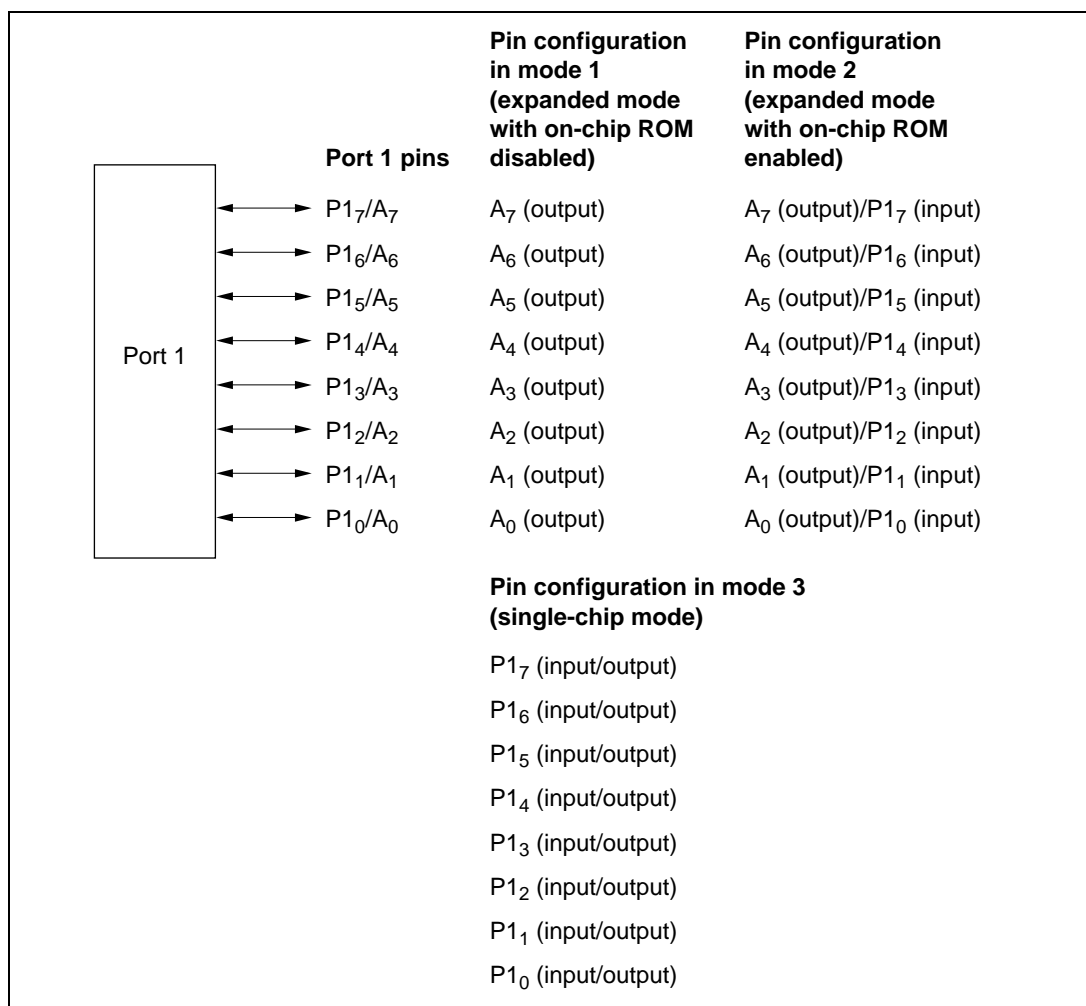 Pin configuration in mode 1 (expanded mode with on-chip ROM disabled)
Pin configuration in mode 2 (expanded mode with on-chip ROM enabled)
Port 1 pins
Port 1
P1₇/A₇ A₇ (output) A₇ (output)/P1₇ (input)
P1₆/A₆ A₆ (output) A₆ (output)/P1₆ (input)
P1₅/A₅ A₅ (output) A₅ (output)/P1₅ (input)
P1₄/A₄ A₄ (output) A₄ (output)/P1₄ (input)
P1₃/A₃ A₃ (output) A₃ (output)/P1₃ (input)
P1₂/A₂ A₂ (output) A₂ (output)/P1₂ (input)
P1₁/A₁ A₁ (output) A₁ (output)/P1₁ (input)
P1₀/A₀ A₀ (output) A₀ (output)/P1₀ (input)
Pin configuration in mode 3
(single-chip mode)
P1₇ (input/output)
P1₆ (input/output)
P1₅ (input/output)
P1₄ (input/output)
P1₃ (input/output)
P1₂ (input/output)
P1₁ (input/output)
P1₀ (input/output)